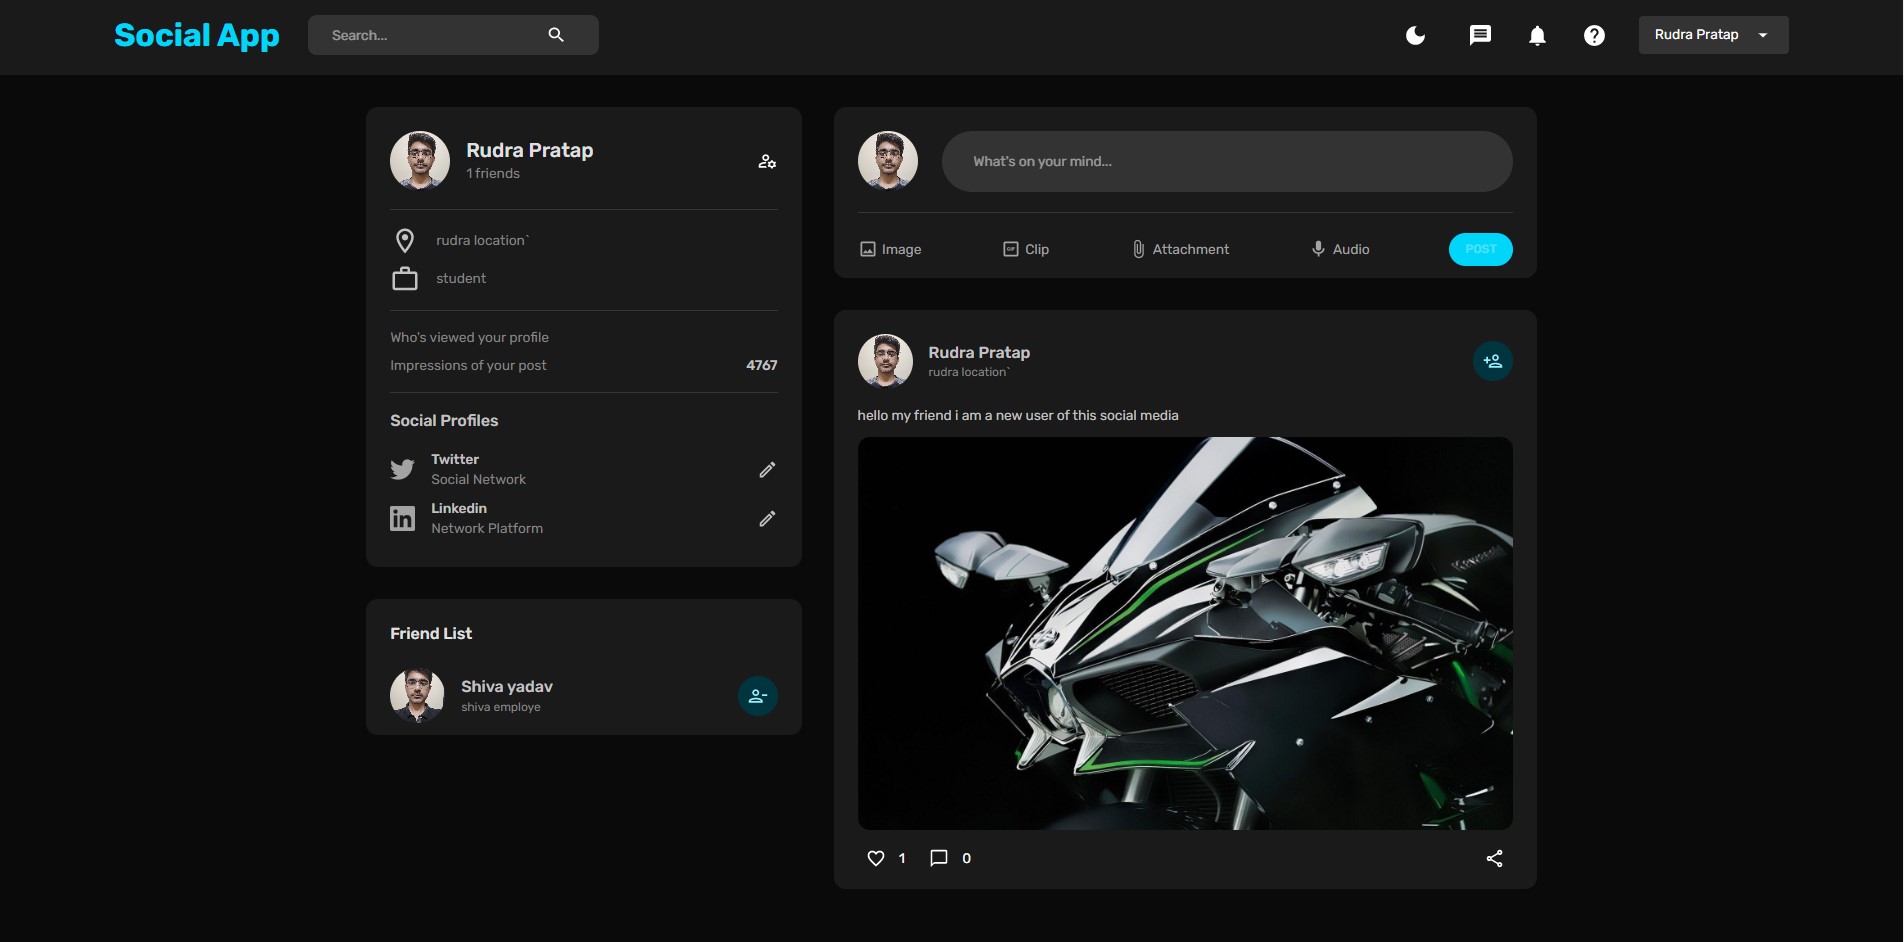 Social App
Search...
Rudra Pratap
Rudra Pratap
1 friends
rudra location`
student
Who's viewed your profile
Impressions of your post 4767
Social Profiles
Twitter
Social Network
Linkedin
Network Platform
Friend List
Shiva yadav
shiva employe
What's on your mind...
Image
GIF Clip
Attachment
Audio
POST
Rudra Pratap
rudra location`
hello my friend i am a new user of this social media
Kawasaki
1
0